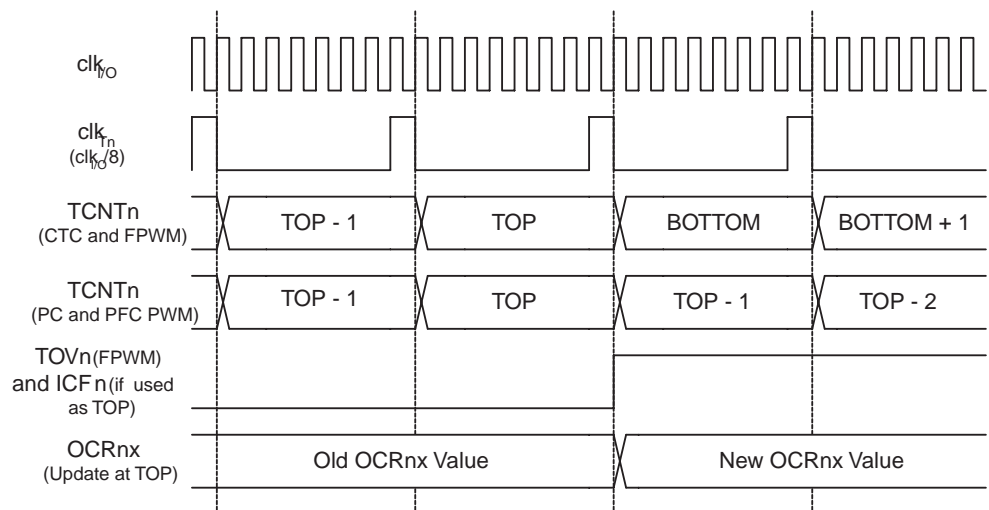 clkI/O
clkTn
(clkI/O/8)
TCNTn
(CTC and FPWM)
TOP - 1
TOP
BOTTOM
BOTTOM + 1
TCNTn
(PC and PFC PWM)
TOP - 1
TOP
TOP - 1
TOP - 2
TOVn(FPWM)
and ICFn(if used
as TOP)
OCRnx
(Update at TOP)
Old OCRnx Value
New OCRnx Value